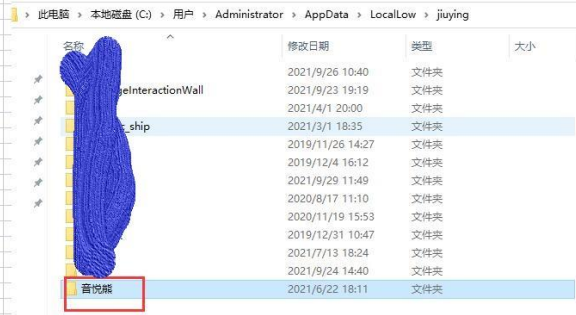 此电脑 > 本地磁盘 (C:) > 用户 > Administrator > AppData > LocalLow > jiuying
名称 修改日期 类型 大小
2021/9/26 10:40 文件夹
geInteractionWall 2021/9/23 19:19 文件夹
2021/4/1 20:00 文件夹
_ship 2021/3/1 18:35 文件夹
2019/11/26 14:27 文件夹
2019/12/4 16:12 文件夹
2021/9/29 11:49 文件夹
2020/8/17 11:10 文件夹
2020/11/19 15:53 文件夹
2019/12/31 10:47 文件夹
2021/7/13 18:24 文件夹
2021/9/24 14:40 文件夹
音悦熊 2021/6/22 18:11 文件夹